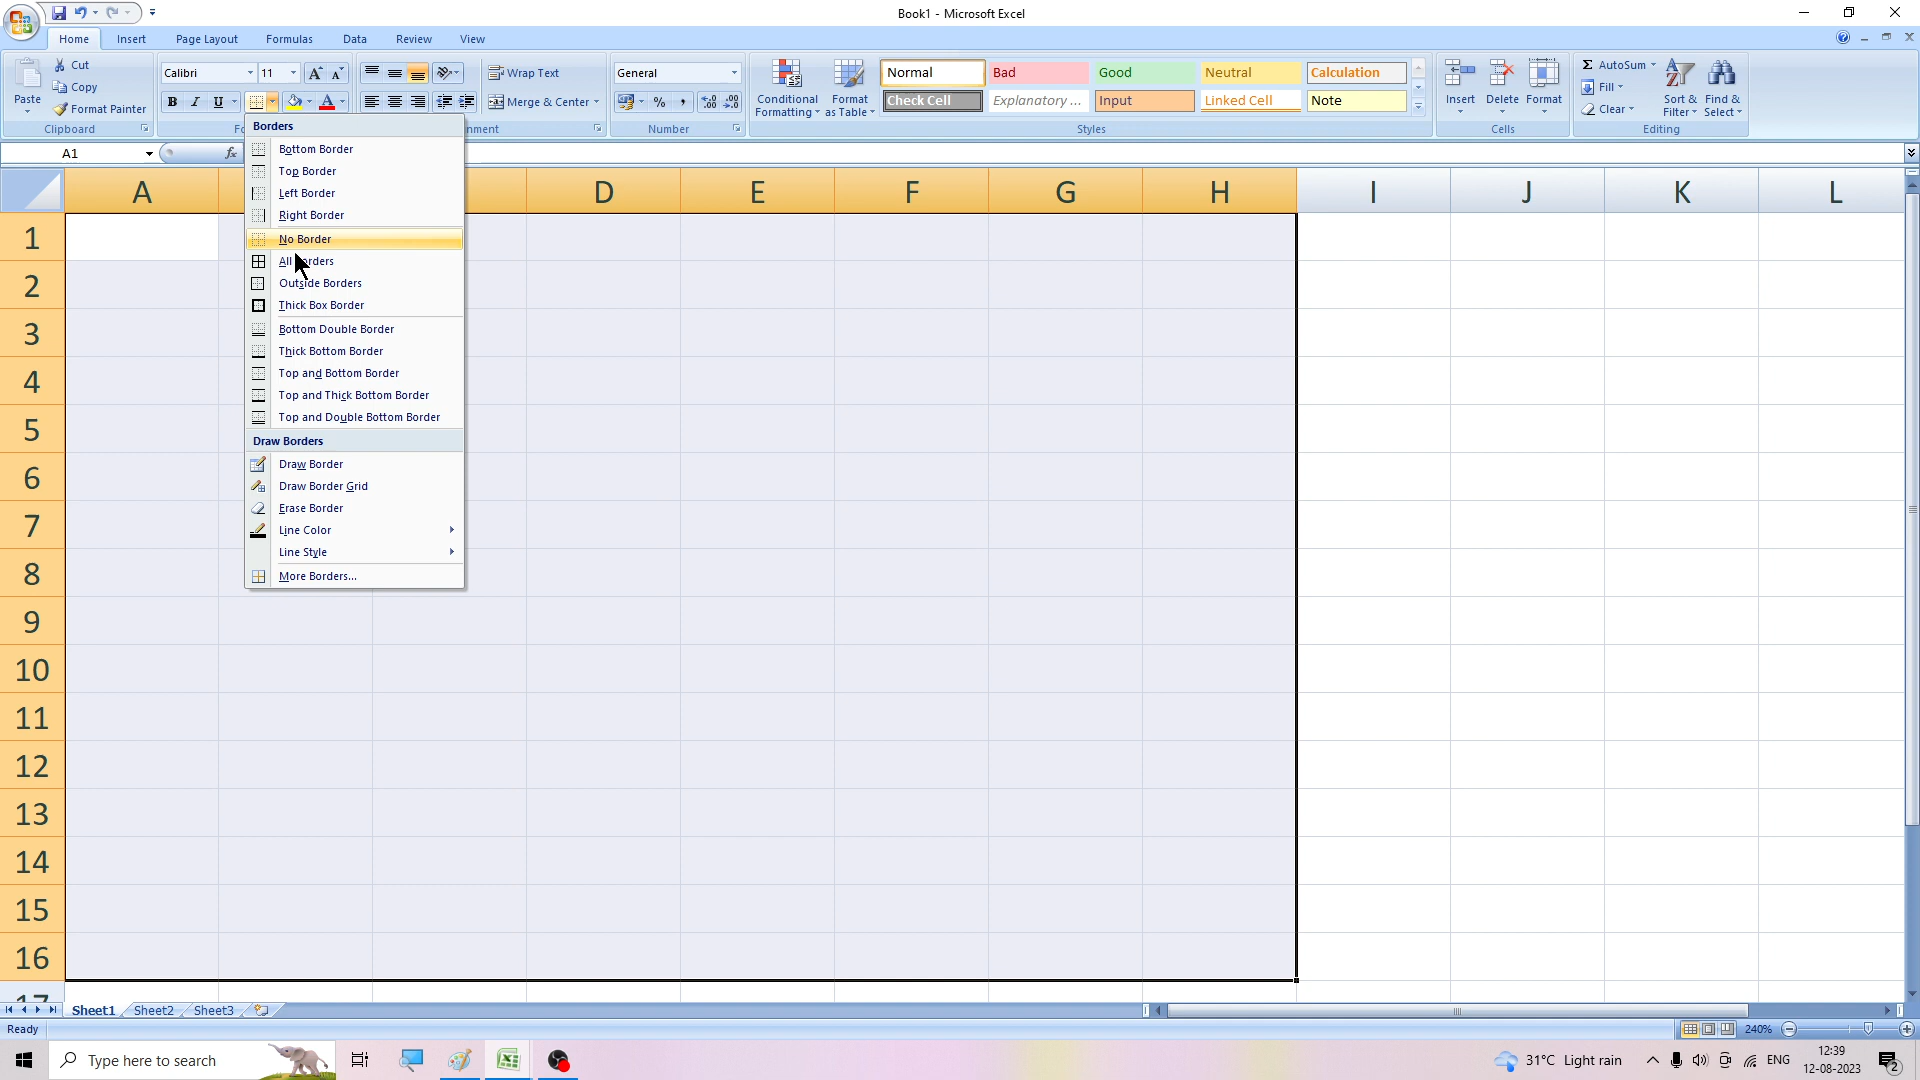 Book1 - Microsoft Excel
Home Insert Page Layout Formulas Data Review View
Paste
Cut
Copy
Format Painter
Clipboard
Calibri 11
B I U
Wrap Text
Merge & Center
General
% ,
Number
Conditional Formatting
Format as Table
Normal Bad Good Neutral Calculation
Check Cell Explanatory ... Input Linked Cell Note
Styles
Insert Delete Format
Cells
Σ AutoSum
Fill
Clear
Sort & Filter
Find & Select
Editing
A1
fx
Borders
Bottom Border
Top Border
Left Border
Right Border
No Border
Outside Borders
Thick Box Border
Bottom Double Border
Thick Bottom Border
Top and Bottom Border
Top and Thick Bottom Border
Top and Double Bottom Border
Draw Borders
Draw Border
Draw Border Grid
Erase Border
Line Color
Line Style
More Borders...
A D E F G H I J K L
1
2
3
4
5
6
7
8
9
10
11
12
13
14
15
16
17
Sheet1 Sheet2 Sheet3
Ready
240%
Type here to search
31°C Light rain
ENG
12:39
12-08-2023
2